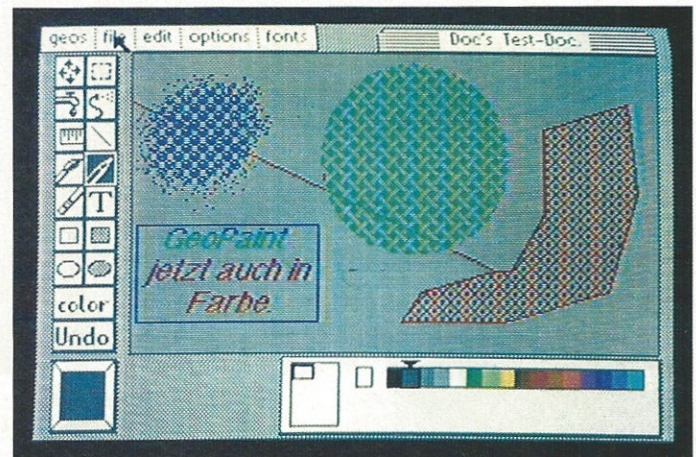 geos file edit options fonts
Doc's Test-Doc.
T
color
Undo
GeoPaint
jetzt auch in
Farbe.